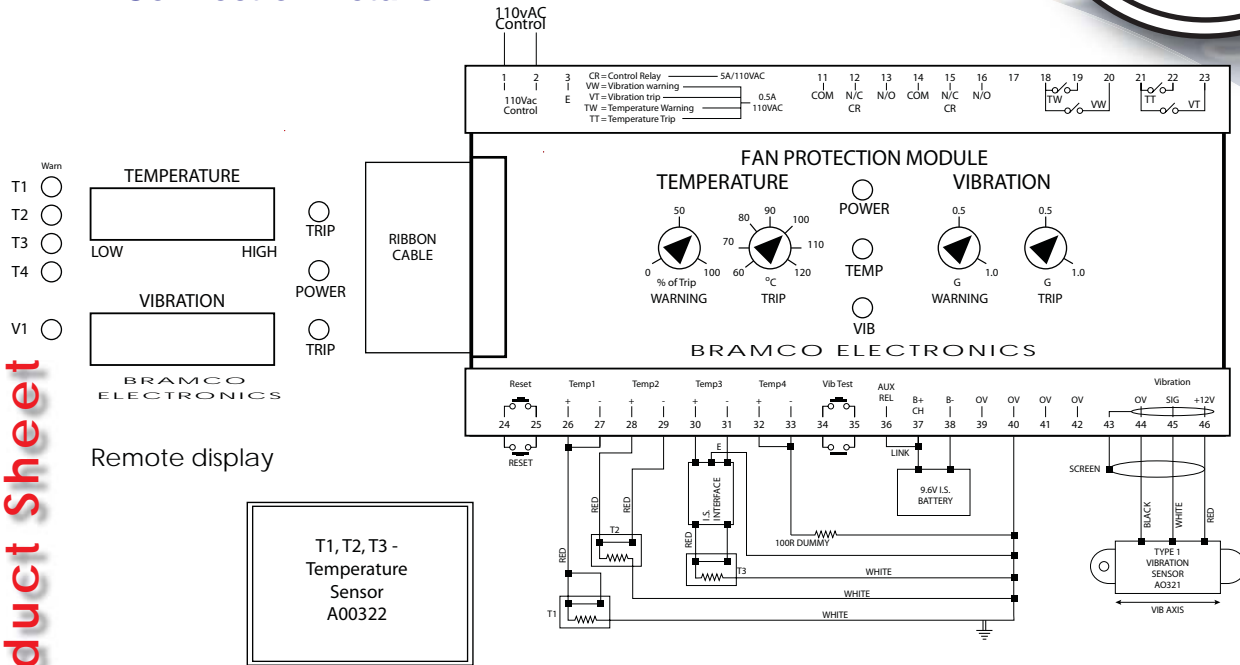 110vAC
Control
1 2 3 11 12 13 14 15 16 17 18 19 20 21 22 23
110Vac
Control
E
CR = Control Relay 5A/110VAC
VW = Vibration warning
VT = Vibration trip
TW = Temperature Warning
TT = Temperature Trip
0.5A
110VAC
COM N/C N/O COM N/C N/O
CR CR
TW VW TT VT
FAN PROTECTION MODULE
TEMPERATURE VIBRATION
50
0 100
% of Trip
WARNING
60 70 80 90 100 110 120
°C
TRIP
POWER
TEMP
VIB
0.5
1.0
G
WARNING
0.5
1.0
G
TRIP
BRAMCO ELECTRONICS
Warn
T1
T2
T3
T4
V1
TEMPERATURE
LOW HIGH
VIBRATION
TRIP
POWER
TRIP
BRAMCO
ELECTRONICS
RIBBON
CABLE
Remote display
Reset Temp1 Temp2 Temp3 Temp4 Vib Test AUX REL B+ CH B- OV OV OV OV Vibration
+ - + - + - + - OV SIG +12V
24 25 26 27 28 29 30 31 32 33 34 35 36 37 38 39 40 41 42 43 44 45 46
RESET
LINK
E
SCREEN
9.6V I.S.
BATTERY
I.S.
INTERFACE
RED
RED
RED
RED
T2
T3
T1
100R DUMMY
WHITE
WHITE
WHITE
BLACK
WHITE
RED
TYPE 1
VIBRATION
SENSOR
AO321
VIB AXIS
T1, T2, T3 -
Temperature
Sensor
A00322
duct Sheet